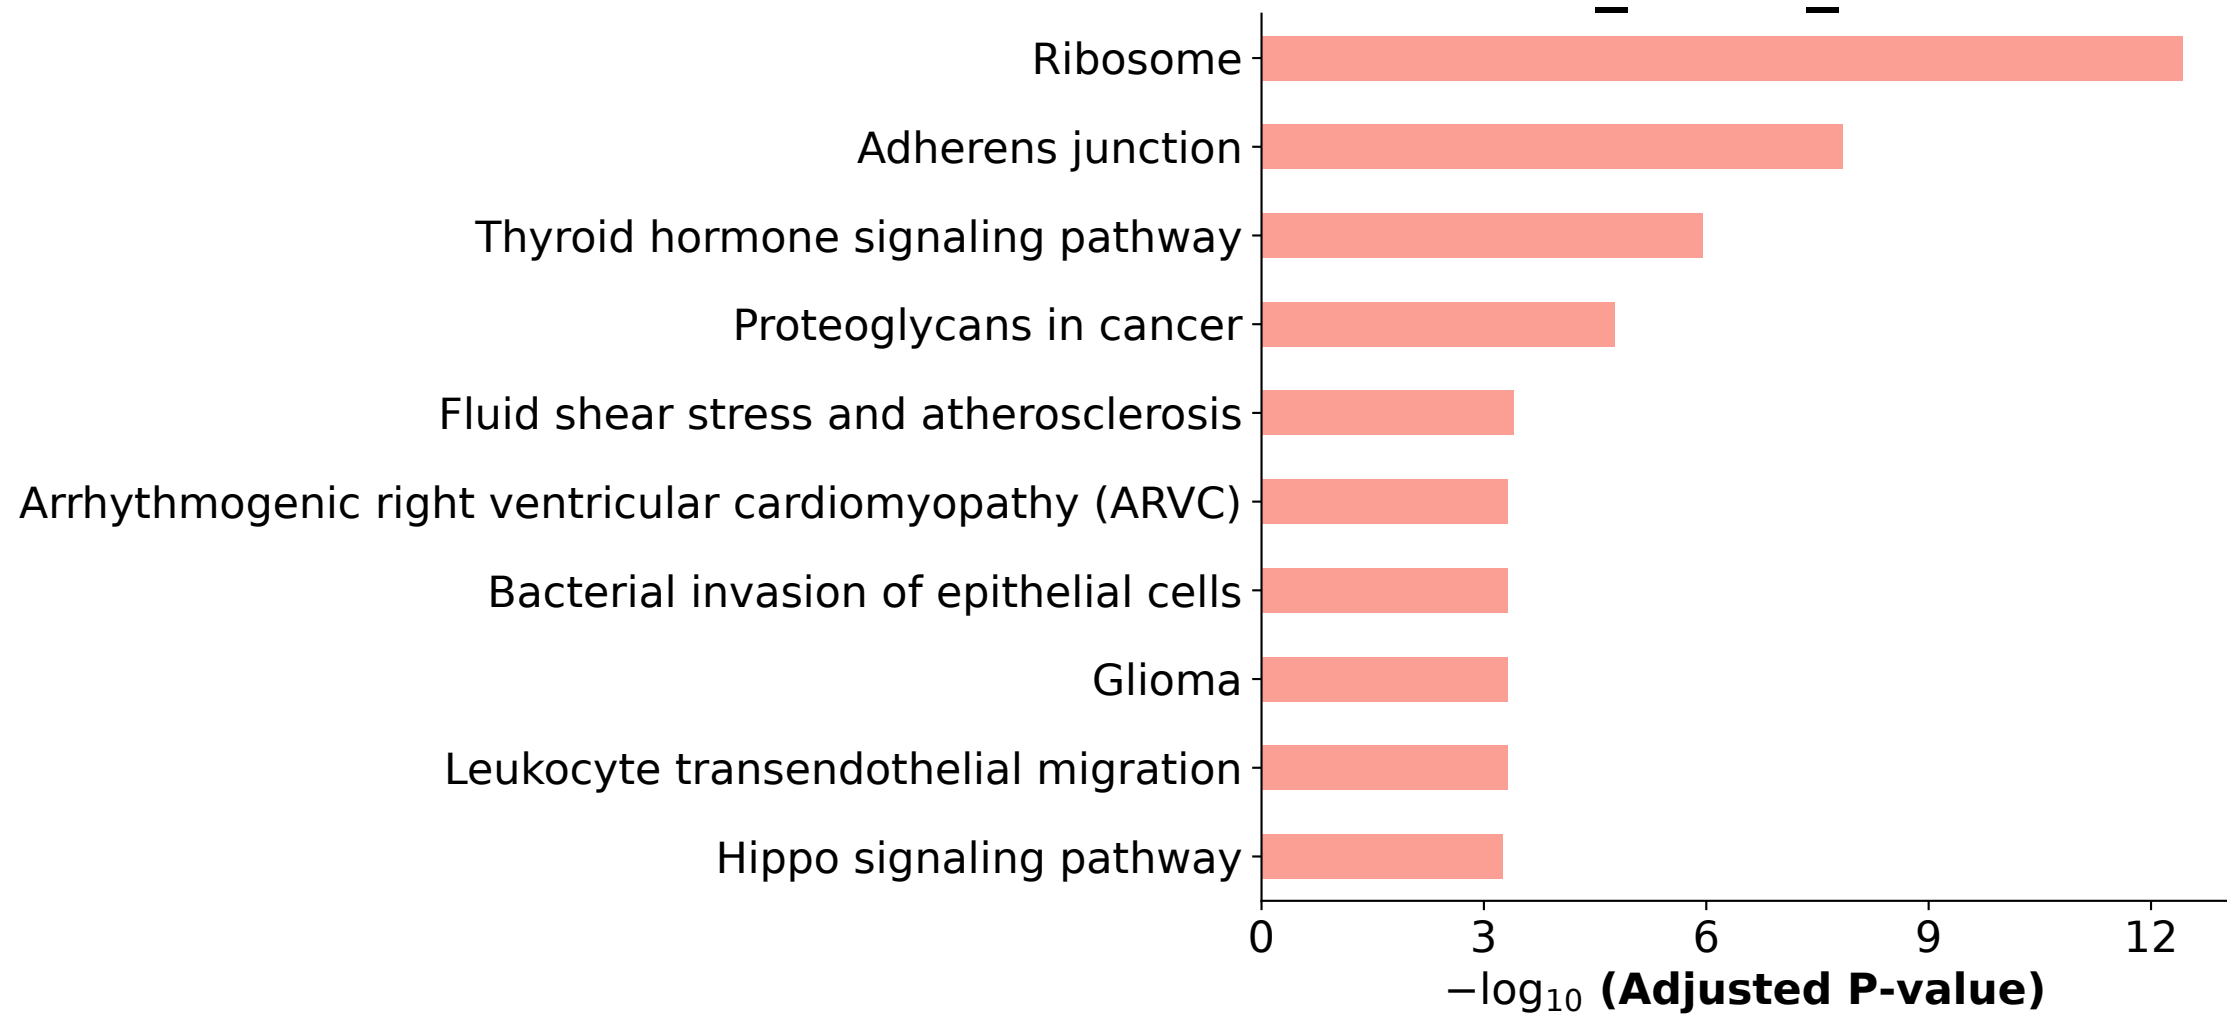 Ribosome
Adherens junction
Thyroid hormone signaling pathway
Proteoglycans in cancer
Fluid shear stress and atherosclerosis
Arrhythmogenic right ventricular cardiomyopathy (ARVC)
Bacterial invasion of epithelial cells
Glioma
Leukocyte transendothelial migration
Hippo signaling pathway
0 3 6 9 12
−log₁₀ (Adjusted P-value)